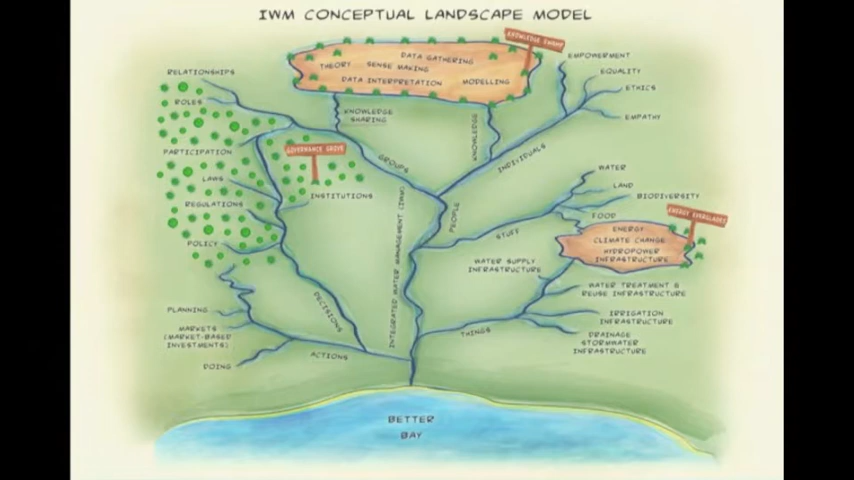 IWM CONCEPTUAL LANDSCAPE MODEL
KNOWLEDGE SWAMP
DATA GATHERING
THEORY SENSE MAKING
DATA INTERPRETATION MODELLING
EMPOWERMENT
EQUALITY
ETHICS
EMPATHY
RELATIONSHIPS
ROLES
KNOWLEDGE
SHARING
KNOWLEDGE
PARTICIPATION
GOVERNANCE GROVE
GROUPS
INDIVIDUALS
LAWS
INSTITUTIONS
REGULATIONS
POLICY
PEOPLE
INTEGRATED WATER MANAGEMENT (IWM)
WATER
LAND
BIODIVERSITY
FOOD
ENERGY EVERGLADES
STUFF
ENERGY
CLIMATE CHANGE
HYDROPOWER
INFRASTRUCTURE
WATER SUPPLY
INFRASTRUCTURE
WATER TREATMENT &
REUSE INFRASTRUCTURE
IRRIGATION
INFRASTRUCTURE
DRAINAGE
STORMWATER
INFRASTRUCTURE
THINGS
DECISIONS
PLANNING
MARKETS
(MARKET-BASED
INVESTMENTS)
DOING
ACTIONS
BETTER
BAY